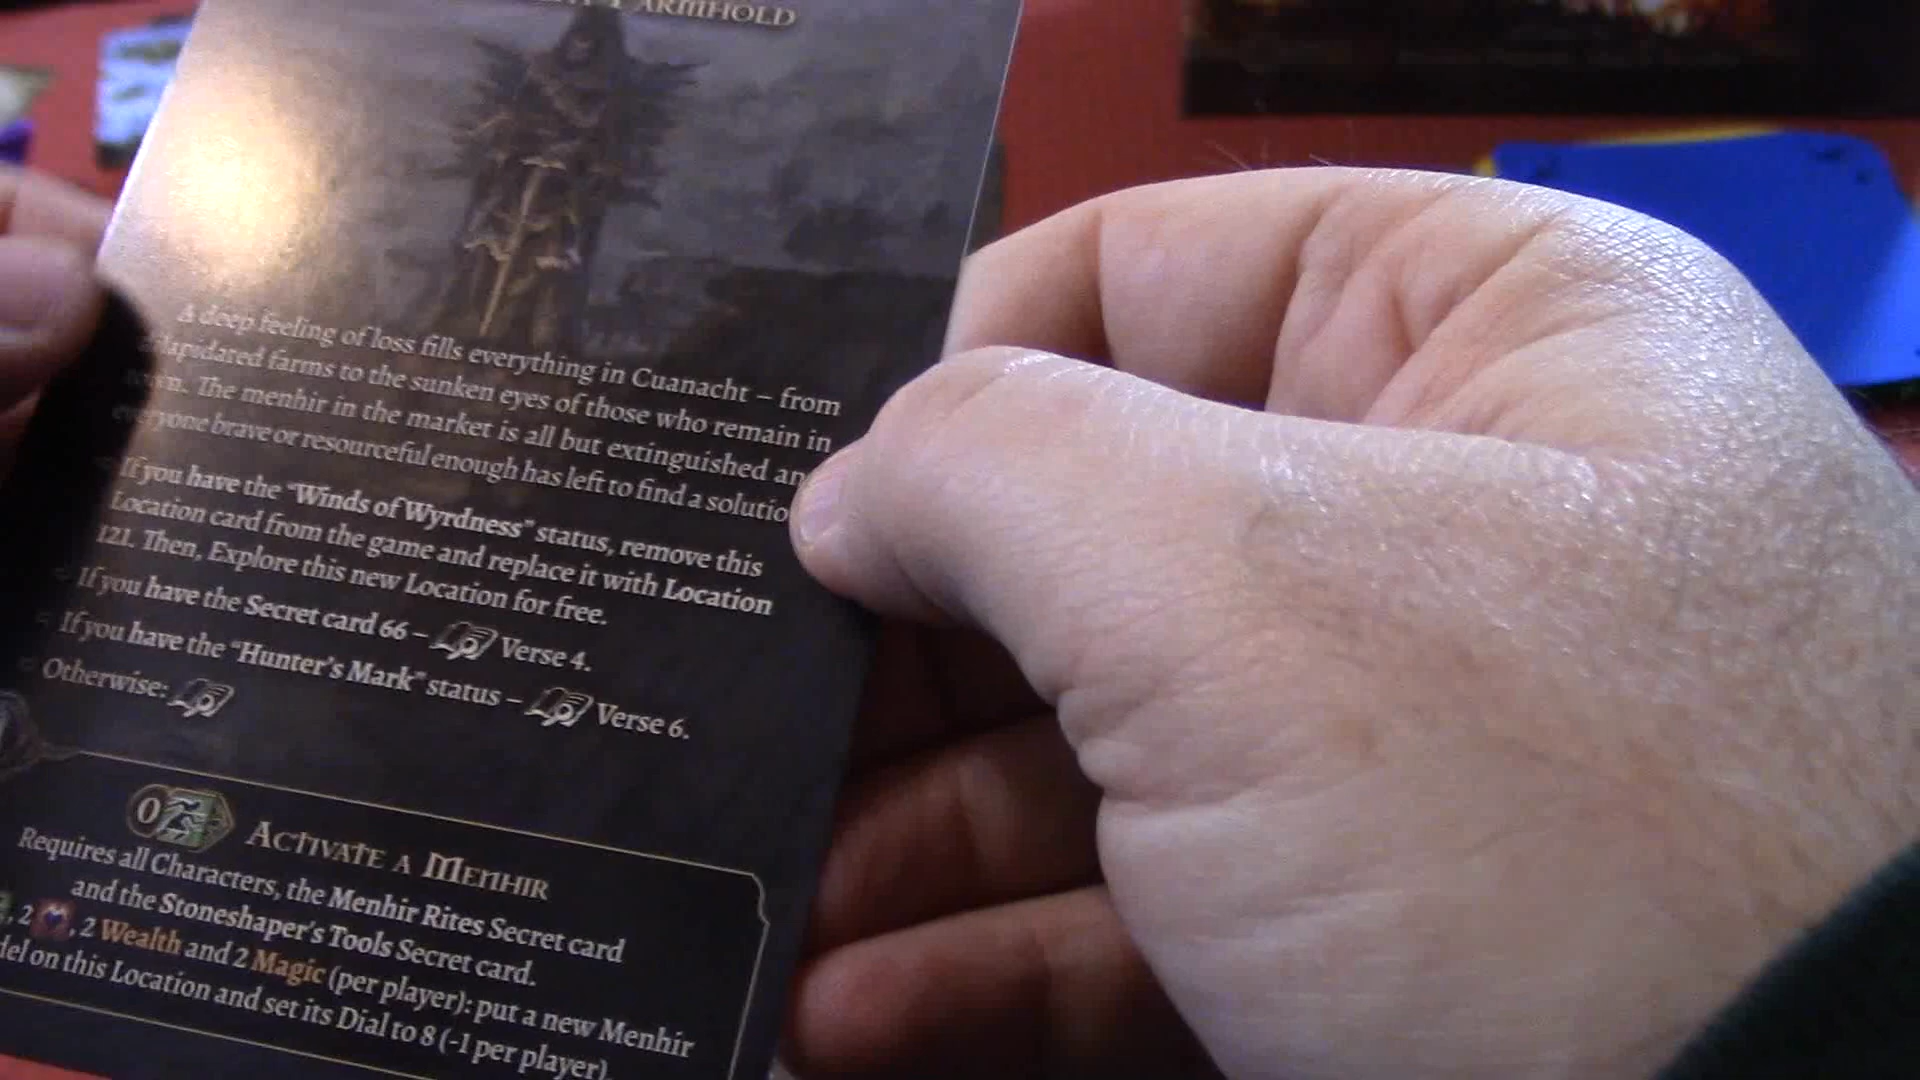 FARMHOLD
A deep feeling of loss fills everything in Cuanacht – from
farms to the sunken eyes of those who remain in
The menhir in the market is all but extinguished
everyone brave or resourceful enough has left to find a
If you have the "Winds of Wyrdness" status, remove this
Location card from the game and replace it with Location
121. Then, Explore this new Location for free.
If you have the Secret card 66 – Verse 4.
If you have the "Hunter's Mark" status – Verse 6.
Otherwise:
0 ACTIVATE A MENHIR
Requires all Characters, the Menhir Rites Secret card
and the Stoneshaper's Tools Secret card.
, 2 , 2 Wealth and 2 Magic (per player): put a new Menhir
on this Location and set its Dial to 8 (-1 per player).